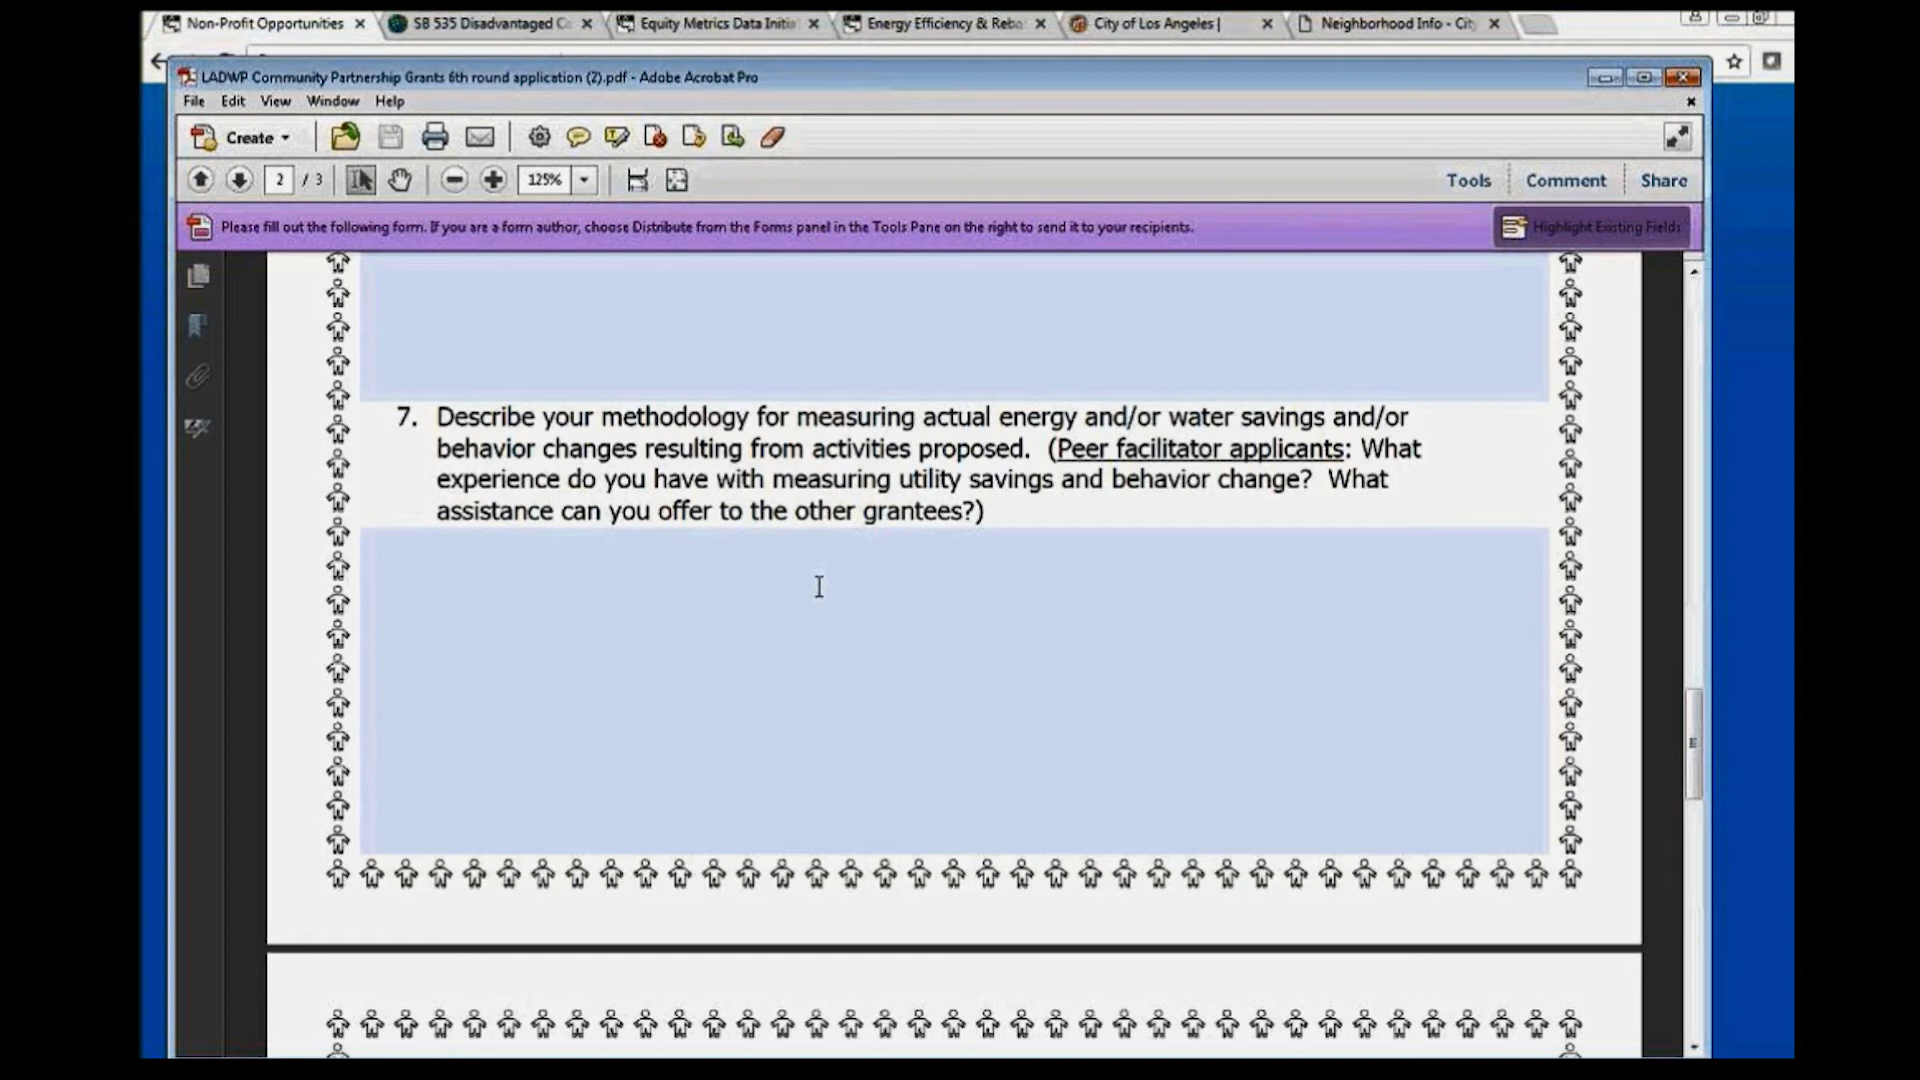 Non-Profit Opportunities
SB 535 Disadvantaged C
Equity Metrics Data Initia
Energy Efficiency & Reba
City of Los Angeles |
Neighborhood Info - City
LADWP Community Partnership Grants 6th round application (2).pdf - Adobe Acrobat Pro
File Edit View Window Help
Create
2 / 3 125% Tools Comment Share
Please fill out the following form. If you are a form author, choose Distribute from the Forms panel in the Tools Pane on the right to send it to your recipients. Highlight Existing Fields
7. Describe your methodology for measuring actual energy and/or water savings and/or
behavior changes resulting from activities proposed. (Peer facilitator applicants: What
experience do you have with measuring utility savings and behavior change? What
assistance can you offer to the other grantees?)